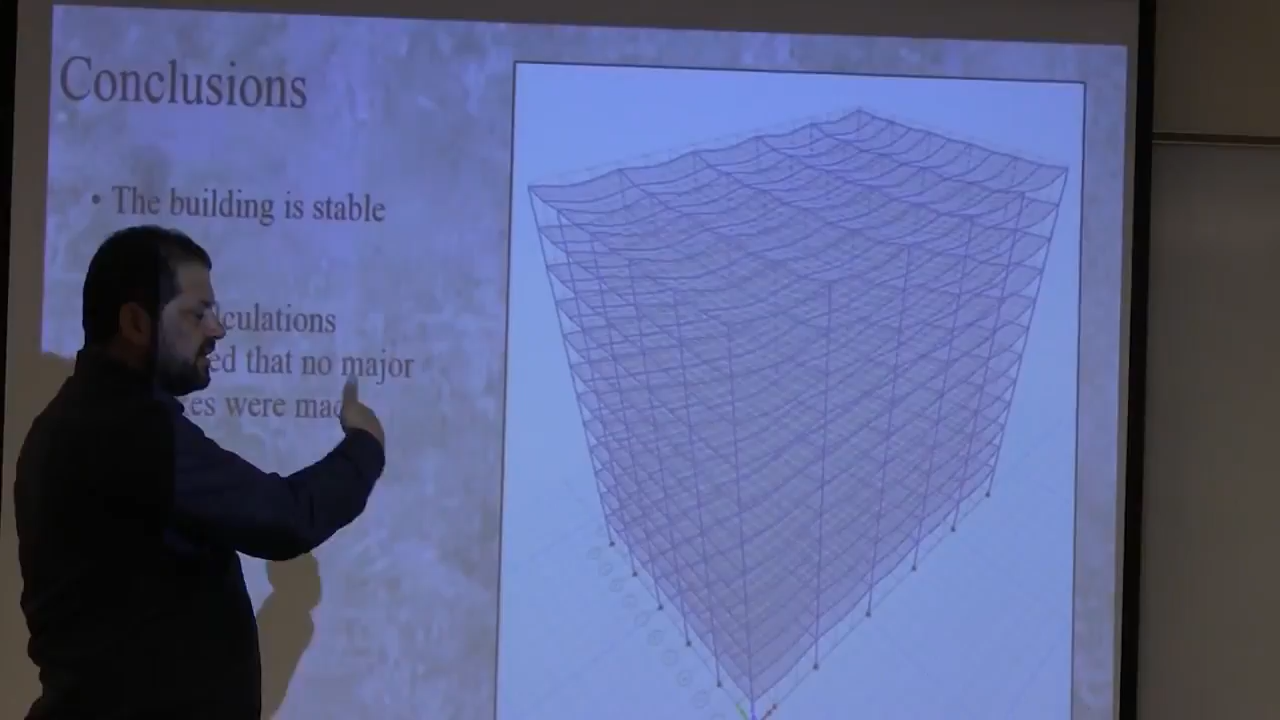 Conclusions
• The building is stable
culations
ed that no major
es were mad